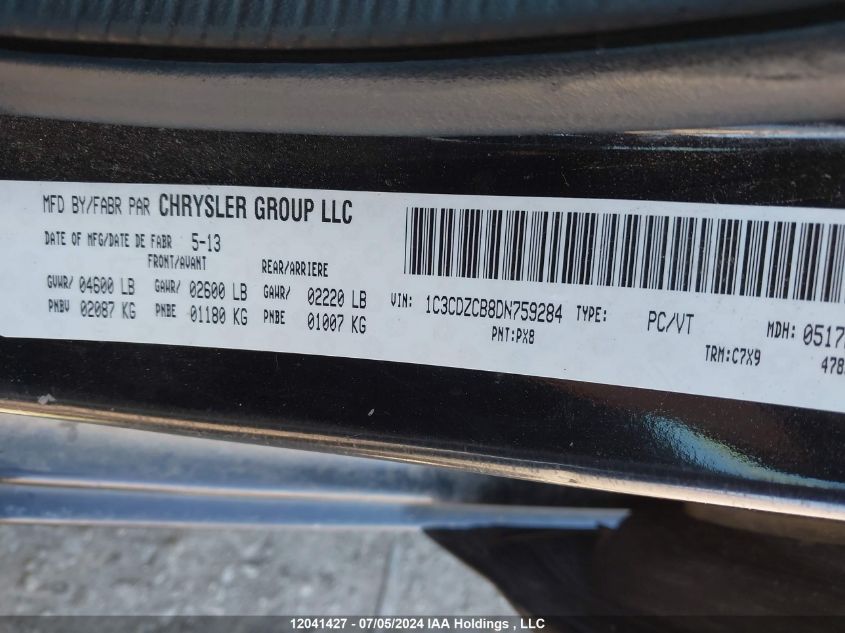 MFD BY/FABR PAR CHRYSLER GROUP LLC
DATE OF MFG/DATE DE FABR 5-13
FRONT/AVANT REAR/ARRIERE
GVWR/ 04600 LB GAWR/ 02600 LB GAWR/ 02220 LB
PNBV 02087 KG PNBE 01180 KG PNBE 01007 KG
VIN: 1C3CDZCB8DN759284 TYPE: PC/VT MDH: 0517
PNT:PX8 TRM:C7X9 478
12041427 - 07/05/2024 IAA Holdings , LLC